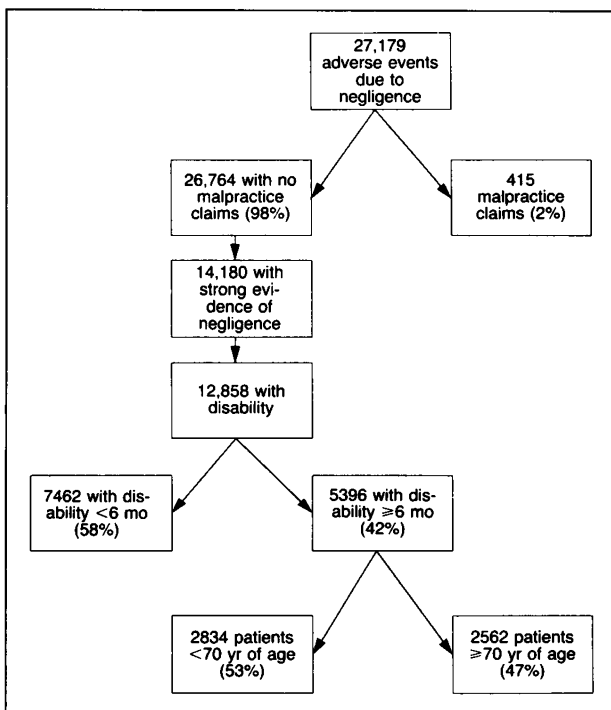 27,179
adverse events
due to
negligence
26,764 with no
malpractice
claims (98%)
415
malpractice
claims (2%)
14,180 with
strong evi-
dence of
negligence
12,858 with
disability
7462 with dis-
ability <6 mo
(58%)
5396 with dis-
ability ⩾6 mo
(42%)
2834 patients
<70 yr of age
(53%)
2562 patients
⩾70 yr of age
(47%)